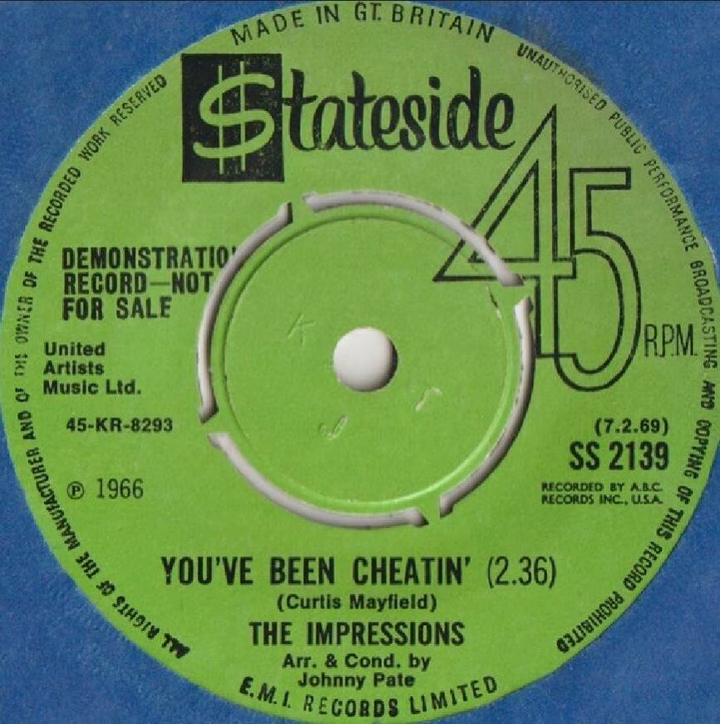 MADE IN GT. BRITAIN
UNAUTHORISED PUBLIC PERFORMANCE BROADCASTING AND COPYING OF THIS RECORD PROHIBITED
ALL RIGHTS OF THE MANUFACTURER AND OF THE OWNER OF THE RECORDED WORK RESERVED
$tateside
45 R.P.M.
DEMONSTRATIO
RECORD—NOT
FOR SALE
United
Artists
Music Ltd.
45-KR-8293
℗ 1966
K
J
T
(7.2.69)
SS 2139
RECORDED BY A.B.C.
RECORDS INC., U.S.A.
YOU'VE BEEN CHEATIN' (2.36)
(Curtis Mayfield)
THE IMPRESSIONS
Arr. & Cond. by
Johnny Pate
E.M.I. RECORDS LIMITED